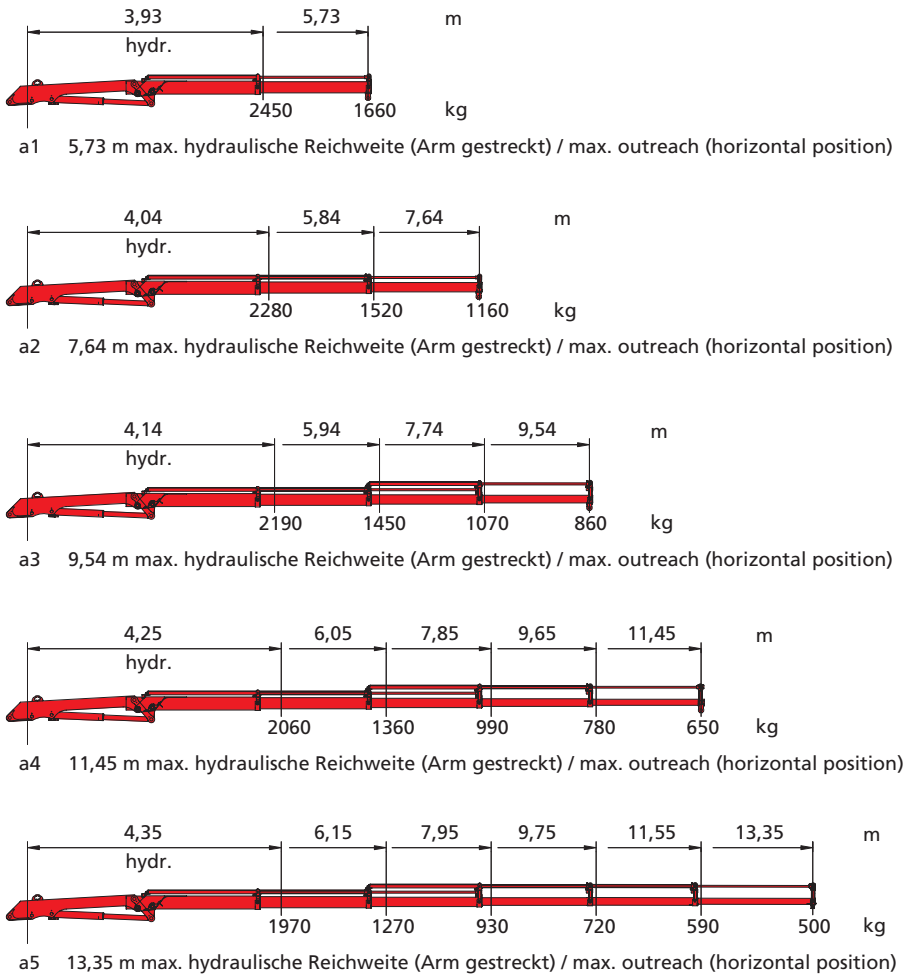 3,93 5,73 m
hydr.
2450 1660 kg
a1 5,73 m max. hydraulische Reichweite (Arm gestreckt) / max. outreach (horizontal position)
4,04 5,84 7,64 m
hydr.
2280 1520 1160 kg
a2 7,64 m max. hydraulische Reichweite (Arm gestreckt) / max. outreach (horizontal position)
4,14 5,94 7,74 9,54 m
hydr.
2190 1450 1070 860 kg
a3 9,54 m max. hydraulische Reichweite (Arm gestreckt) / max. outreach (horizontal position)
4,25 6,05 7,85 9,65 11,45 m
hydr.
2060 1360 990 780 650 kg
a4 11,45 m max. hydraulische Reichweite (Arm gestreckt) / max. outreach (horizontal position)
4,35 6,15 7,95 9,75 11,55 13,35 m
hydr.
1970 1270 930 720 590 500 kg
a5 13,35 m max. hydraulische Reichweite (Arm gestreckt) / max. outreach (horizontal position)